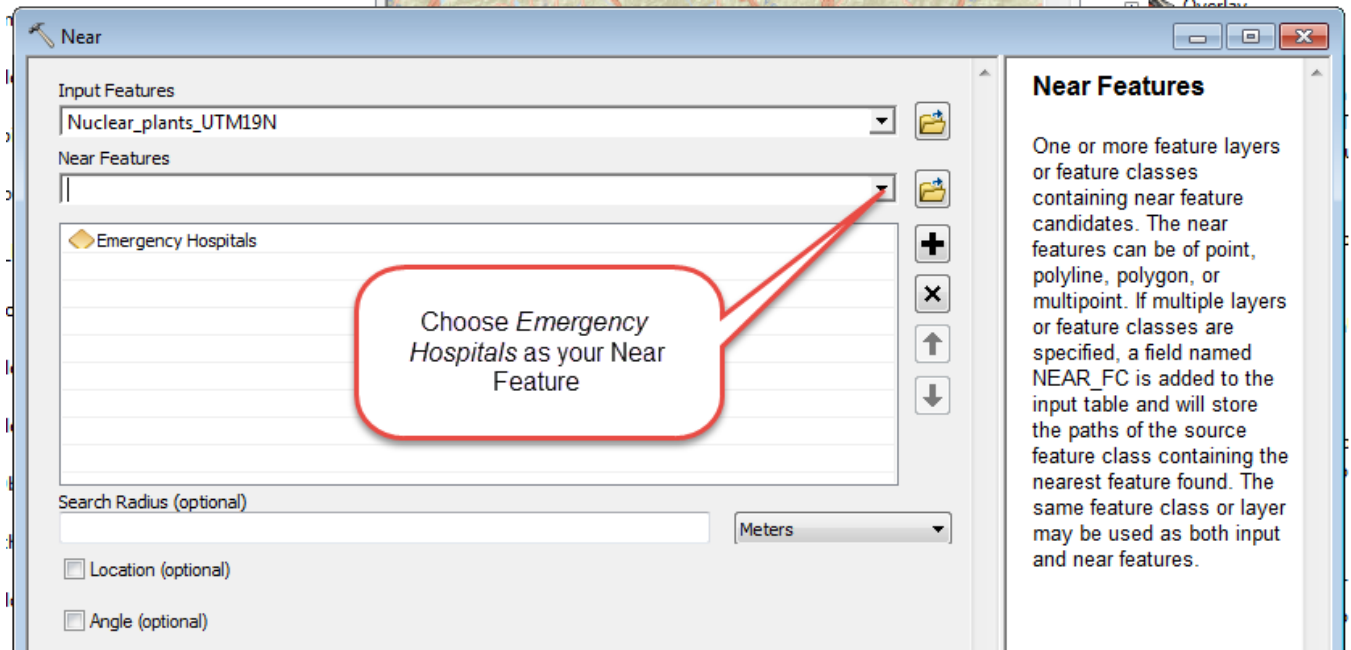 Overlay
Near
Input Features
Nuclear_plants_UTM19N
Near Features
Emergency Hospitals
Choose Emergency
Hospitals as your Near
Feature
Search Radius (optional)
Meters
Location (optional)
Angle (optional)
Near Features
One or more feature layers
or feature classes
containing near feature
candidates. The near
features can be of point,
polyline, polygon, or
multipoint. If multiple layers
or feature classes are
specified, a field named
NEAR_FC is added to the
input table and will store
the paths of the source
feature class containing the
nearest feature found. The
same feature class or layer
may be used as both input
and near features.